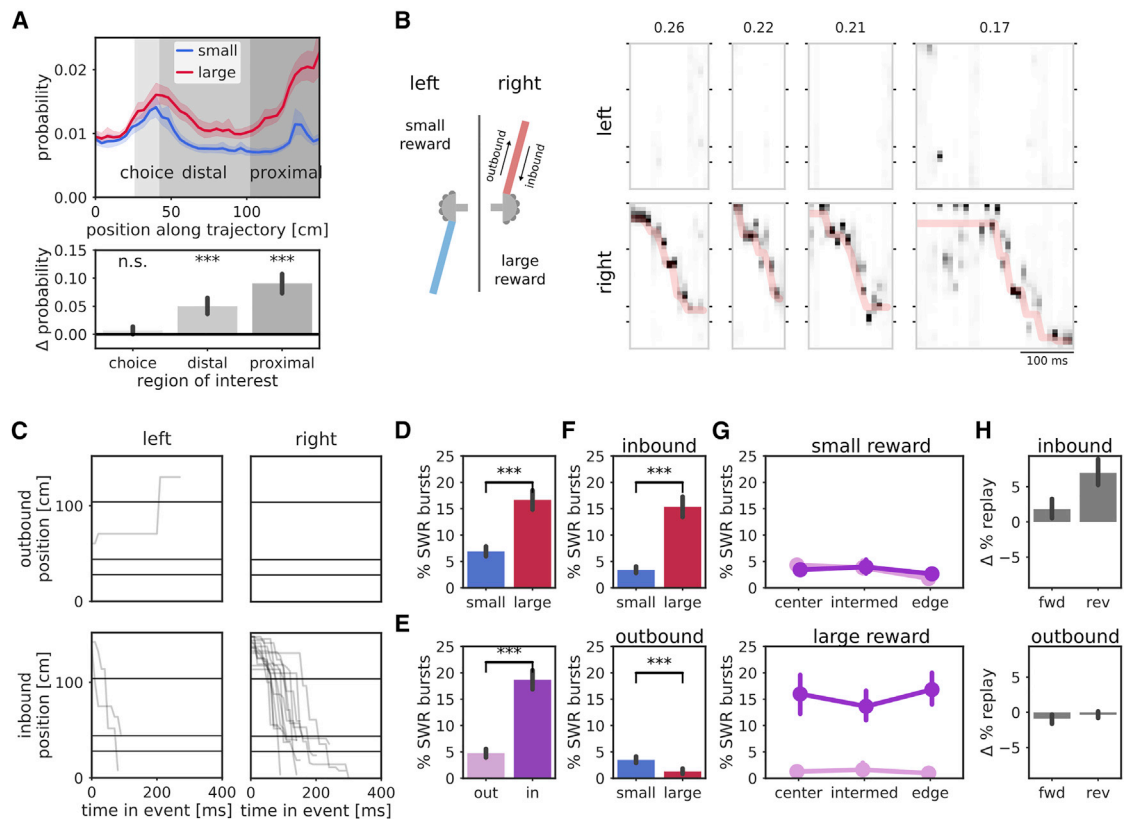 A
probability
0.02
0.01
0.00
small
large
choice
distal
proximal
0
50
100
position along trajectory [cm]
Δ probability
0.15
0.10
0.05
0.00
n.s.
***
***
choice
distal
proximal
region of interest
B
left
right
small
reward
outbound
inbound
large
reward
0.26
0.22
0.21
0.17
left
right
100 ms
C
left
right
outbound
position [cm]
100
0
inbound
position [cm]
100
0
0
200
400
0
200
400
time in event [ms]
time in event [ms]
D
% SWR bursts
25
20
15
10
5
0
***
small
large
E
% SWR bursts
25
20
15
10
5
0
***
out
in
F
inbound
% SWR bursts
25
20
15
10
5
0
***
small
large
outbound
% SWR bursts
25
20
15
10
5
0
***
small
large
G
small reward
% SWR bursts
25
20
15
10
5
0
center
intermed
edge
large reward
% SWR bursts
25
20
15
10
5
0
center
intermed
edge
H
inbound
Δ % replay
5
0
−5
fwd
rev
outbound
Δ % replay
5
0
−5
fwd
rev